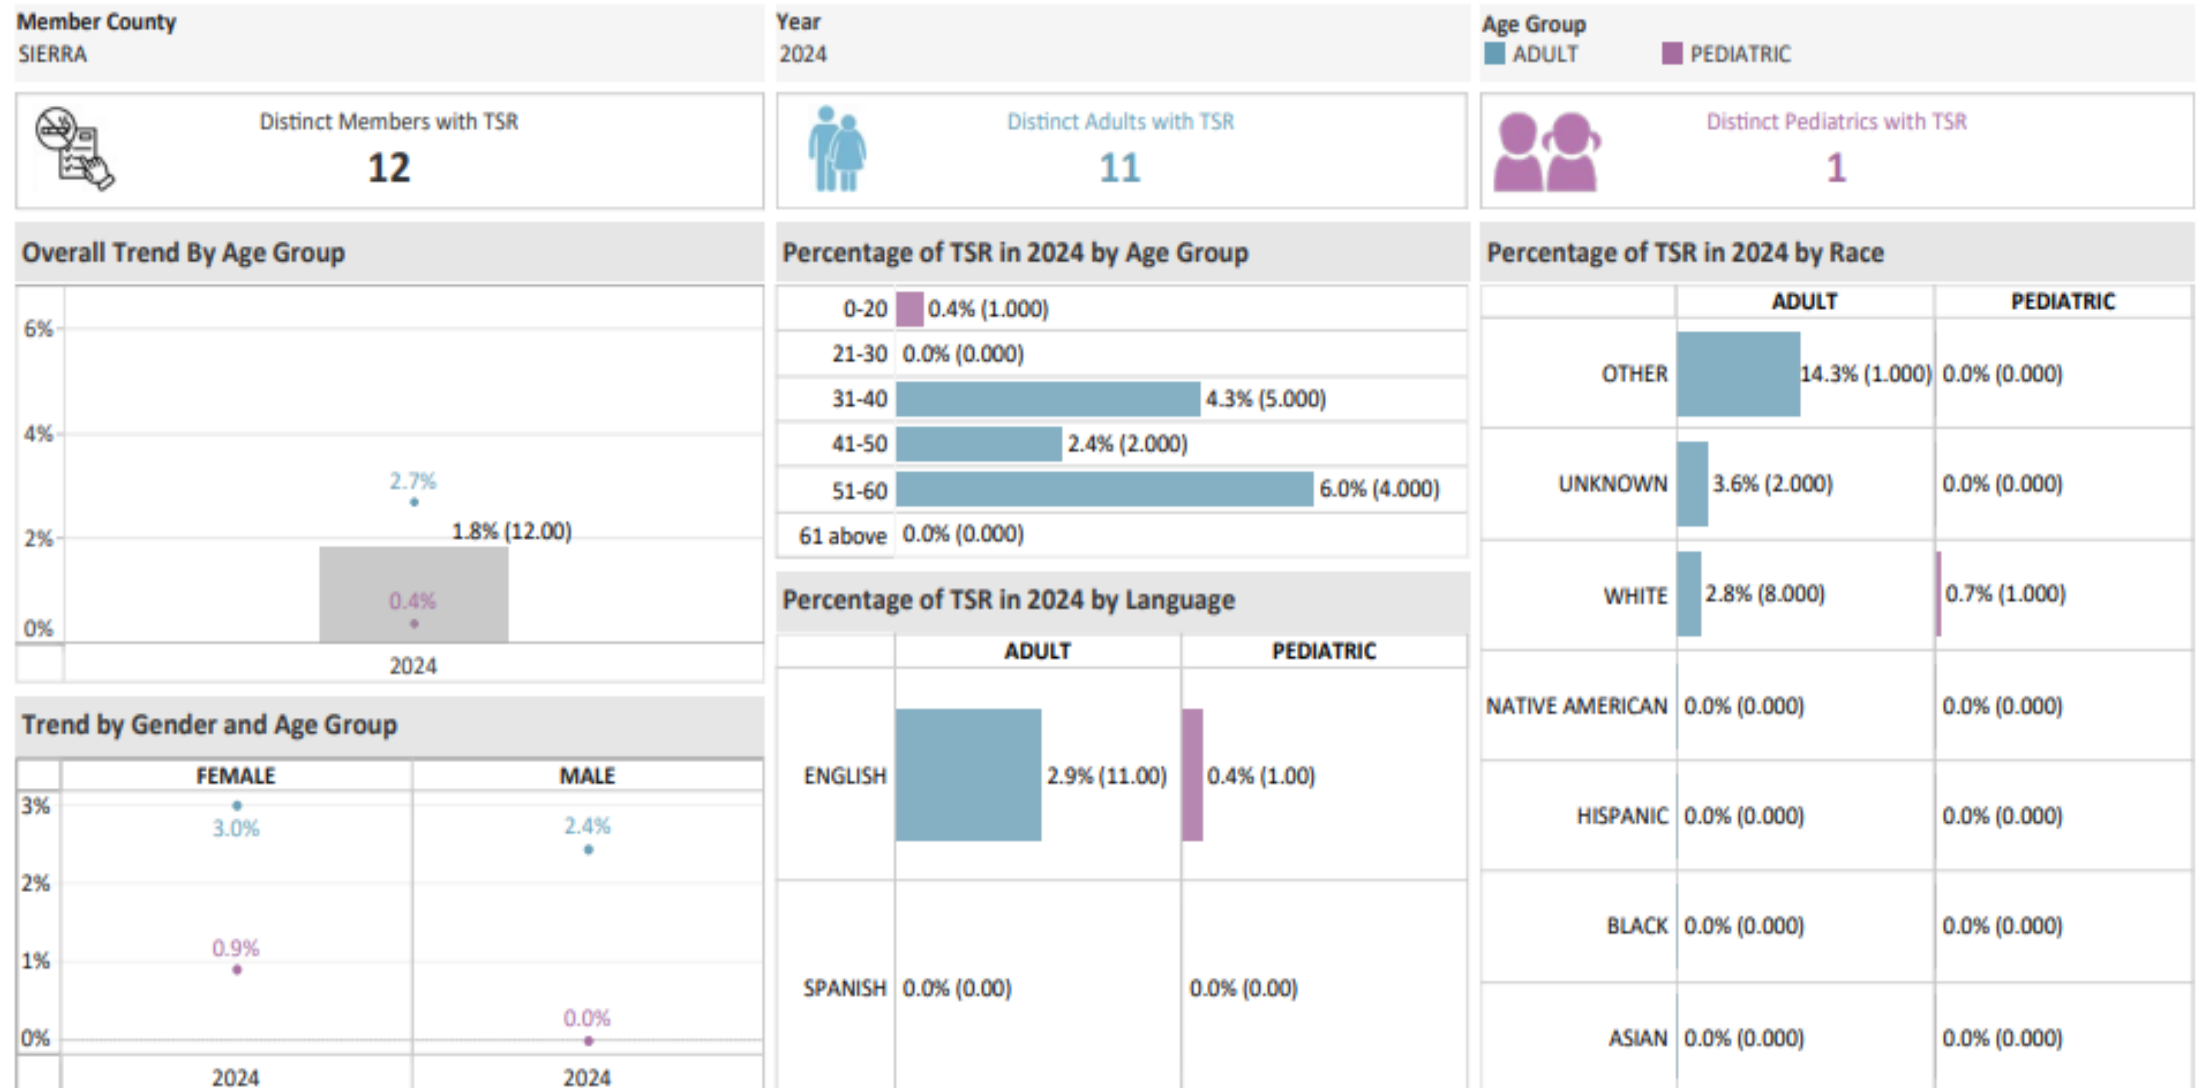 Member County
SIERRA
Year
2024
Age Group
ADULT
PEDIATRIC
Distinct Members with TSR
12
Distinct Adults with TSR
11
Distinct Pediatrics with TSR
1
Overall Trend By Age Group
6%
4%
2%
0%
2.7%
1.8% (12.00)
0.4%
2024
Trend by Gender and Age Group
FEMALE
MALE
3%
2%
1%
0%
3.0%
0.9%
2.4%
0.0%
2024
2024
Percentage of TSR in 2024 by Age Group
0-20 0.4% (1.000)
21-30 0.0% (0.000)
31-40 4.3% (5.000)
41-50 2.4% (2.000)
51-60 6.0% (4.000)
61 above 0.0% (0.000)
Percentage of TSR in 2024 by Language
ADULT PEDIATRIC
ENGLISH 2.9% (11.00) 0.4% (1.00)
SPANISH 0.0% (0.00) 0.0% (0.00)
Percentage of TSR in 2024 by Race
ADULT PEDIATRIC
OTHER 14.3% (1.000) 0.0% (0.000)
UNKNOWN 3.6% (2.000) 0.0% (0.000)
WHITE 2.8% (8.000) 0.7% (1.000)
NATIVE AMERICAN 0.0% (0.000) 0.0% (0.000)
HISPANIC 0.0% (0.000) 0.0% (0.000)
BLACK 0.0% (0.000) 0.0% (0.000)
ASIAN 0.0% (0.000) 0.0% (0.000)